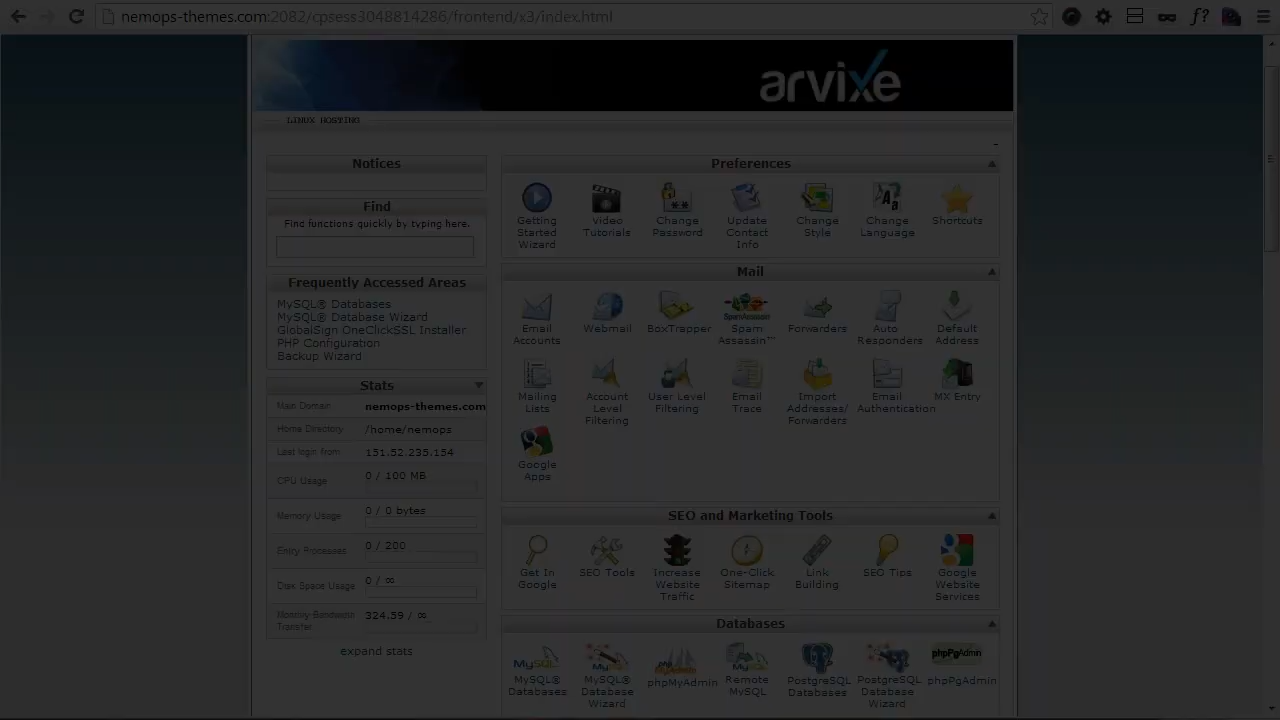 nemops-themes.com:2082/cpsess3048814286/frontend/x3/index.html
f?
arvixe
LINUX HOSTING
Notices
Find
Find functions quickly by typing here.
Frequently Accessed Areas
MySQL® Databases
MySQL® Database Wizard
GlobalSign OneClickSSL Installer
PHP Configuration
Backup Wizard
Stats
Main Domain nemops-themes.com
Home Directory /home/nemops
Last login from 151.52.235.154
CPU Usage 0 / 100 MB
Memory Usage 0 / 0 bytes
Entry Processes 0 / 200
Disk Space Usage 0 / ∞
Monthly Bandwidth Transfer 324.59 / ∞
expand stats
-
Preferences
Getting Started Wizard
Video Tutorials
Change Password
Update Contact Info
Change Style
Change Language
Shortcuts
Mail
Email Accounts
Webmail
BoxTrapper
SpamAssassin
Spam Assassin™
Forwarders
Auto Responders
Default Address
Mailing Lists
Account Level Filtering
User Level Filtering
Email Trace
Import Addresses/ Forwarders
Email Authentication
MX Entry
Google Apps
SEO and Marketing Tools
Get In Google
SEO Tools
Increase Website Traffic
One-Click Sitemap
Link Building
SEO Tips
Google Website Services
Databases
MySQL
MySQL® Databases
My
MySQL® Database Wizard
phpMyAdmin
My
Remote MySQL
PostgreSQL Databases
PostgreSQL Database Wizard
phpPgAdmin
phpPgAdmin